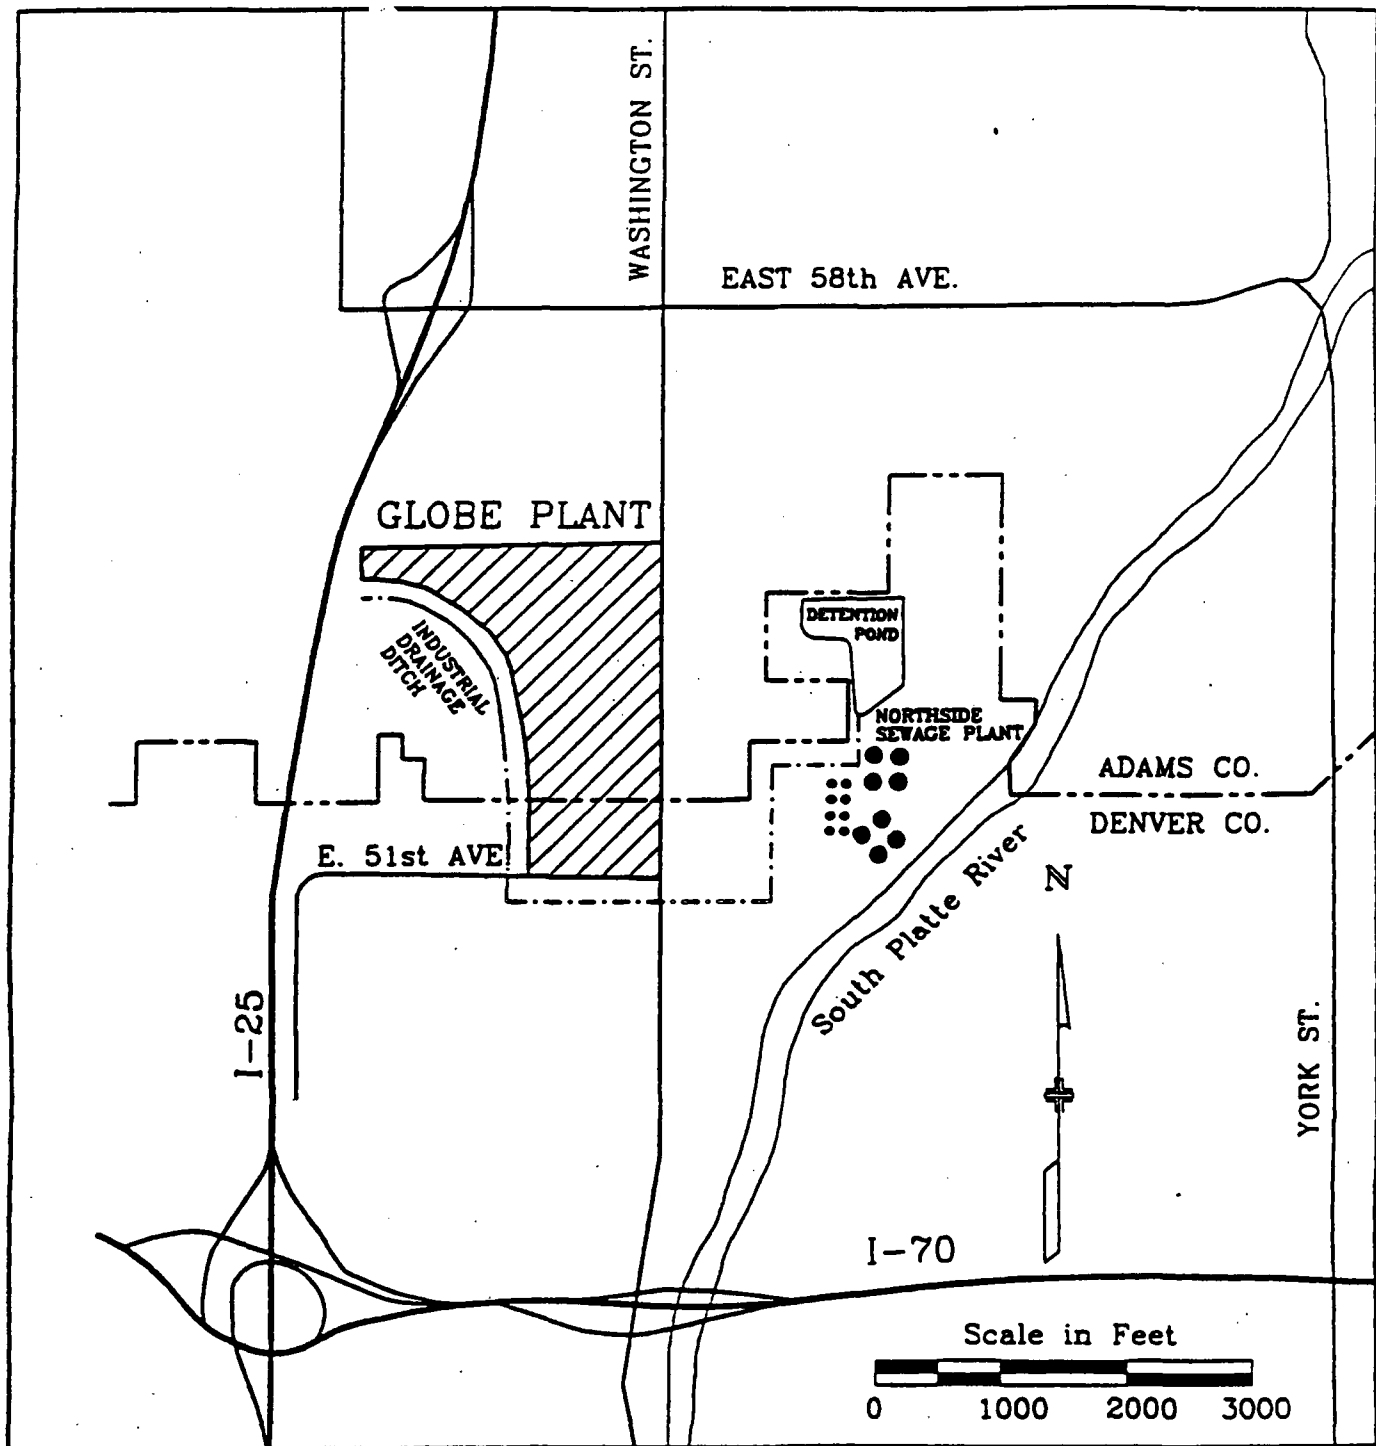 WASHINGTON ST.
EAST 58th AVE.
GLOBE PLANT
INDUSTRIAL
DRAINAGE
DITCH
DETENTION
POND
NORTHSIDE
SEWAGE PLANT
ADAMS CO.
DENVER CO.
E. 51st AVE
N
South Platte River
I-25
YORK ST.
I-70
Scale in Feet
0 1000 2000 3000